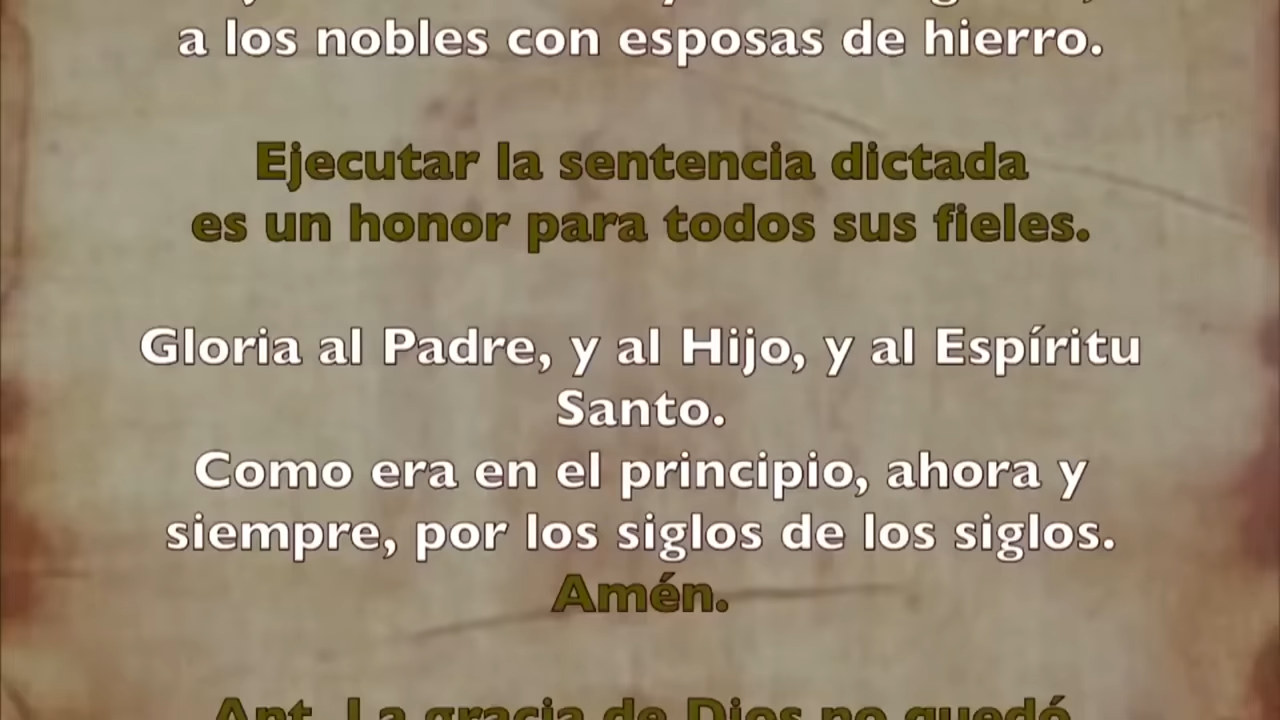 a los nobles con esposas de hierro.
Ejecutar la sentencia dictada
es un honor para todos sus fieles.
Gloria al Padre, y al Hijo, y al Espíritu
Santo.
Como era en el principio, ahora y
siempre, por los siglos de los siglos.
Amén.
Ant. La gracia de Dios no quedó